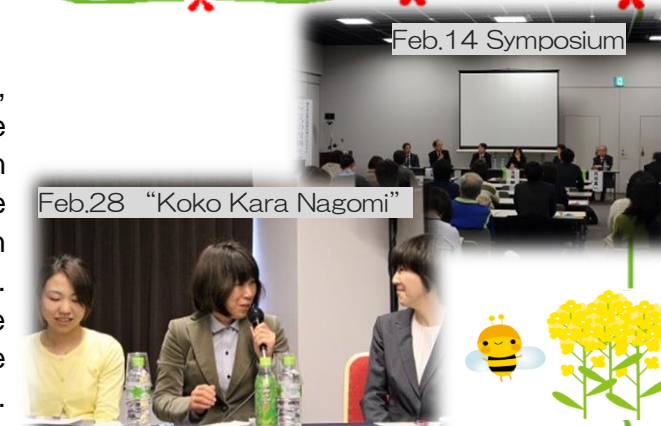 Feb.14 Symposium
,
e
n
e
Feb.28 “Koko Kara Nagomi”
n
.
e
e
.